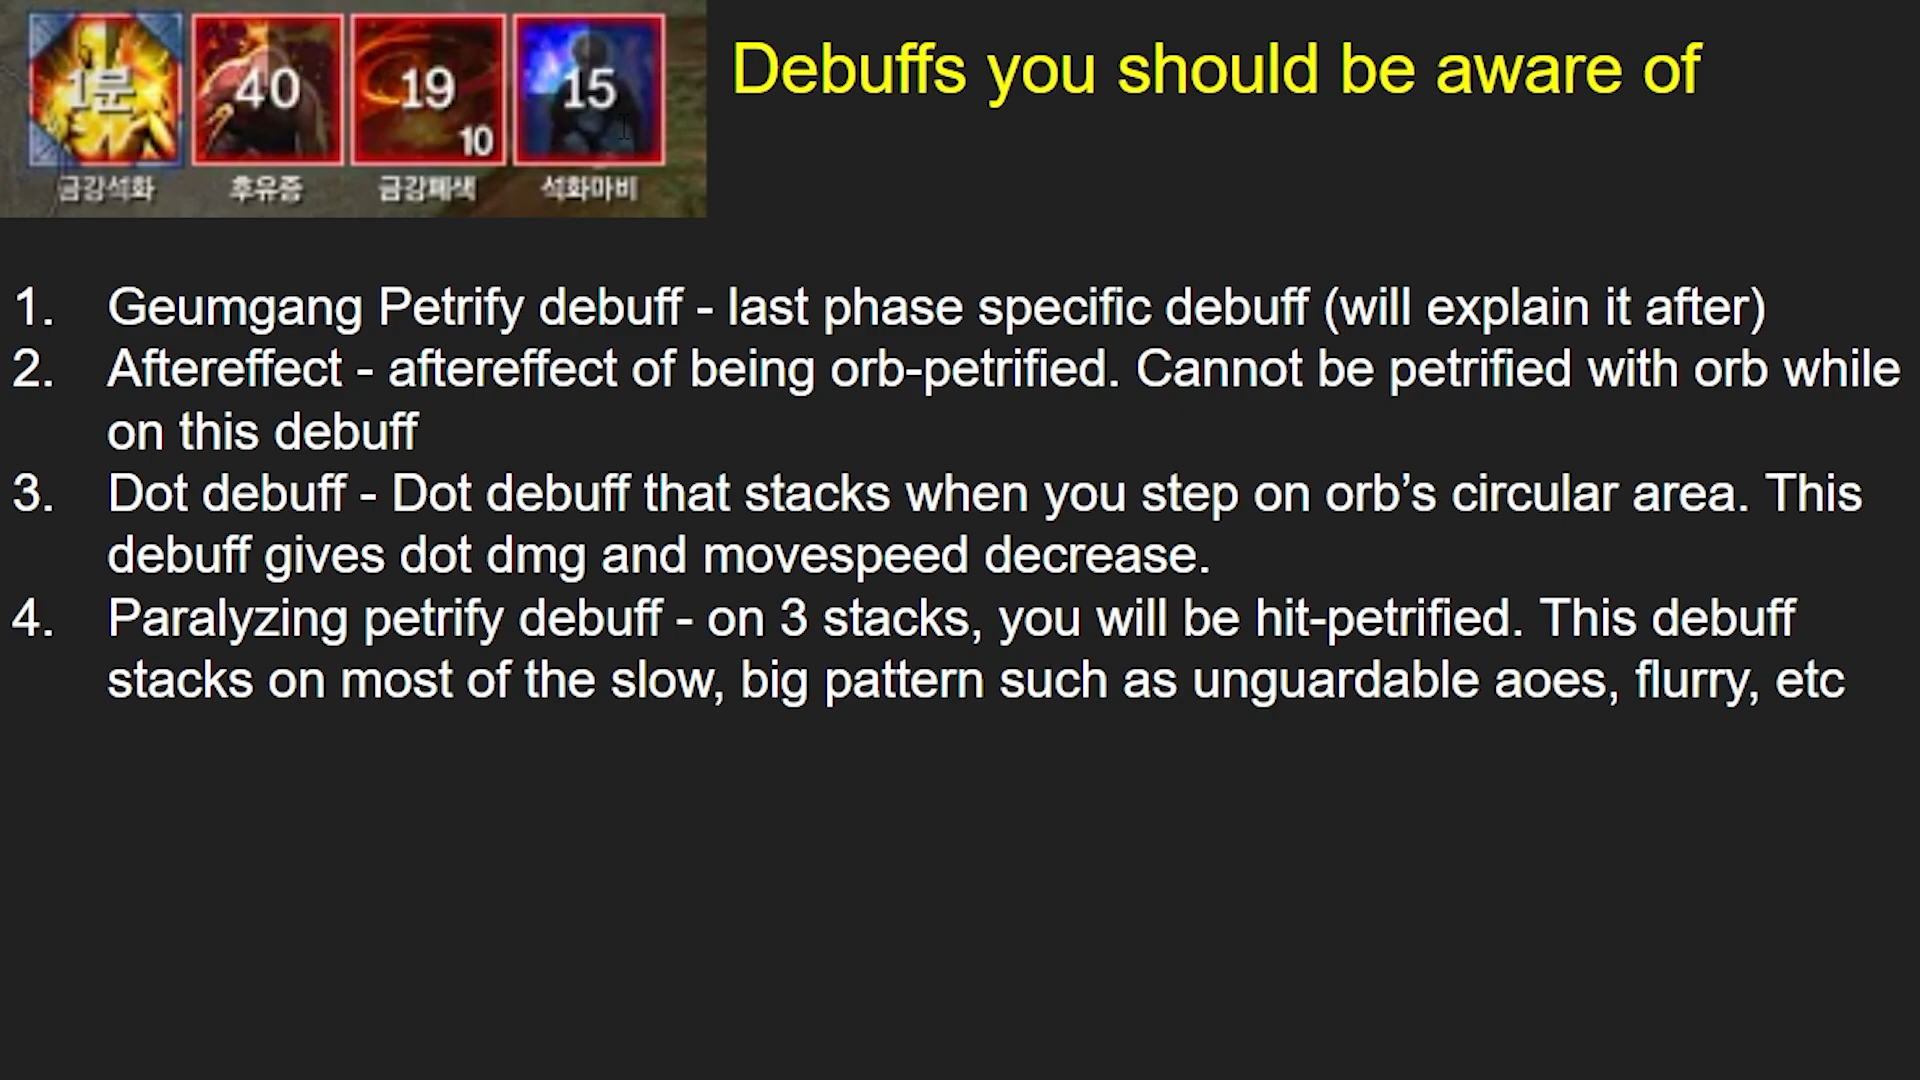 1분
40
19
10
15
금강석화
후유증
금강폐색
석화마비
Debuffs you should be aware of
1. Geumgang Petrify debuff - last phase specific debuff (will explain it after)
2. Aftereffect - aftereffect of being orb-petrified. Cannot be petrified with orb while
on this debuff
3. Dot debuff - Dot debuff that stacks when you step on orb’s circular area. This
debuff gives dot dmg and movespeed decrease.
4. Paralyzing petrify debuff - on 3 stacks, you will be hit-petrified. This debuff
stacks on most of the slow, big pattern such as unguardable aoes, flurry, etc